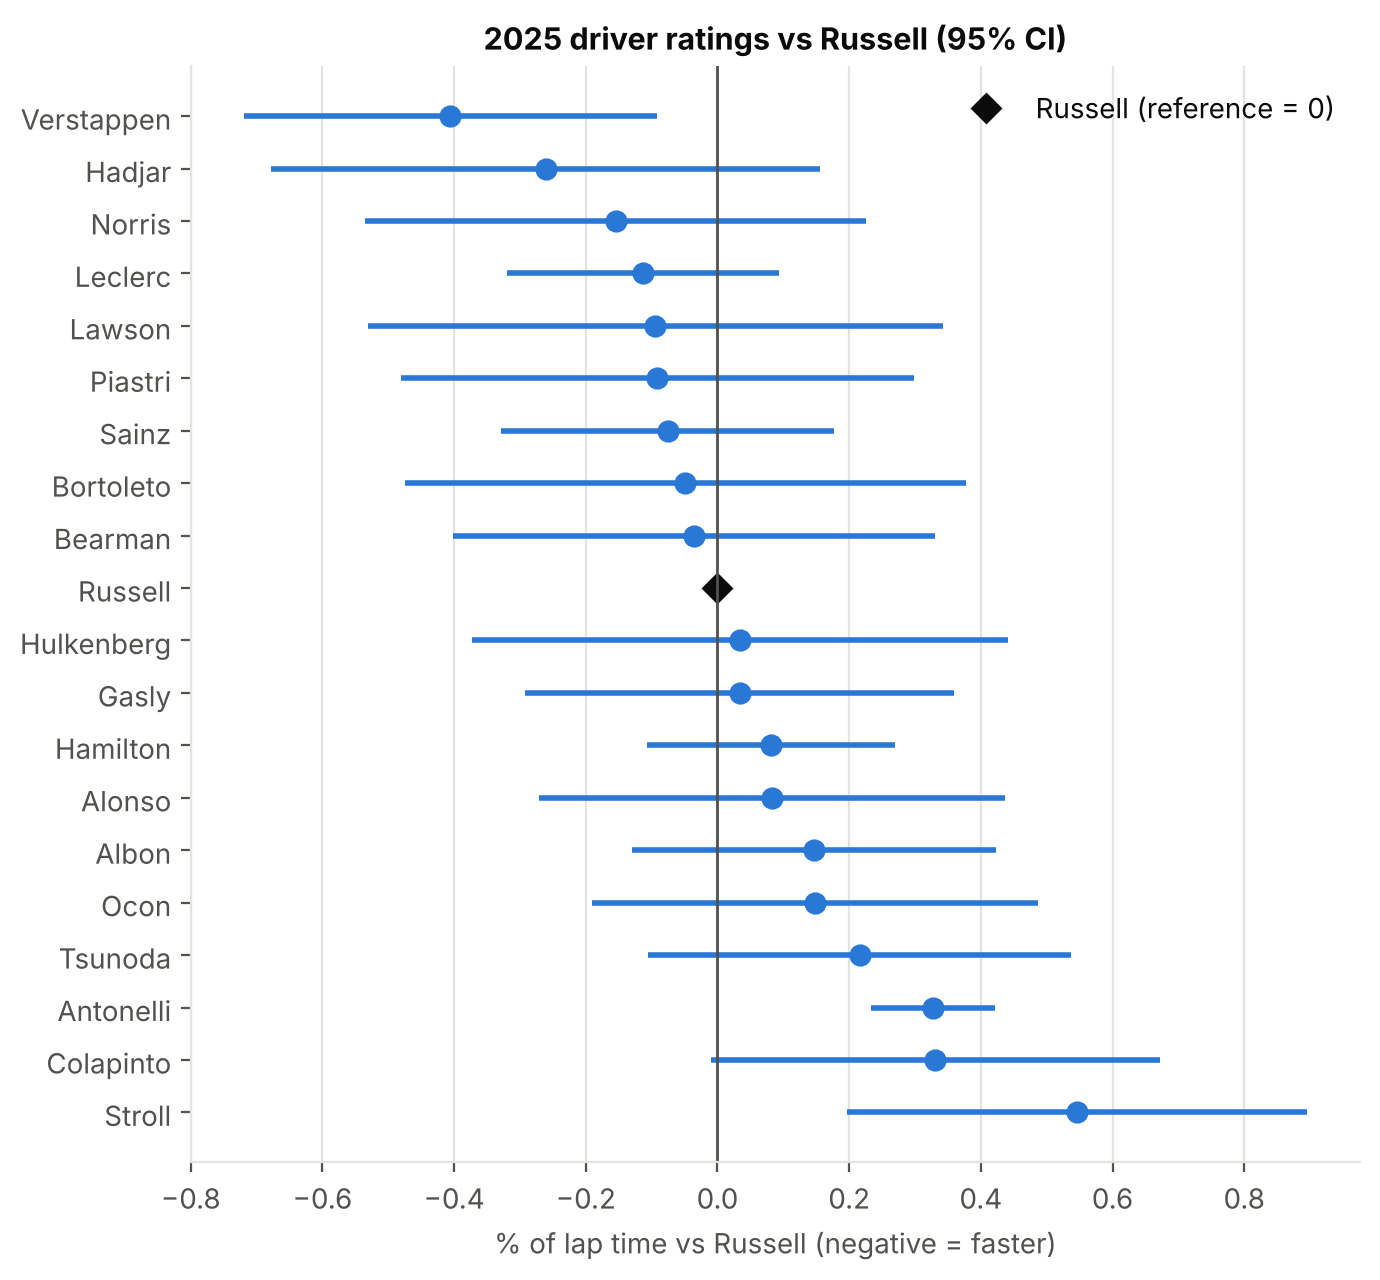 2025 driver ratings vs Russell (95% CI)
Russell (reference = 0)
Verstappen
Hadjar
Norris
Leclerc
Lawson
Piastri
Sainz
Bortoleto
Bearman
Russell
Hulkenberg
Gasly
Hamilton
Alonso
Albon
Ocon
Tsunoda
Antonelli
Colapinto
Stroll
−0.8 −0.6 −0.4 −0.2 0.0 0.2 0.4 0.6 0.8
% of lap time vs Russell (negative = faster)